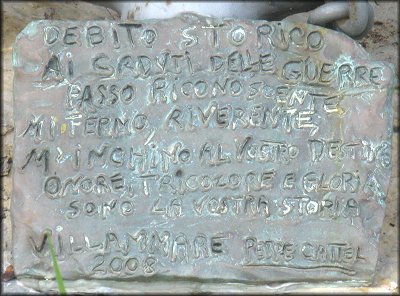 DEBITO STORICO
AI CADUTI DELLE GUERRE
PASSO RICONOSCENTE
MI FERMO, RIVERENTE,
M'INCHINO AL VOSTRO DESTINO
ONORE, TRICOLORE E GLORIA
SONO LA VOSTRA STORIA
VILLAMMARE
2008